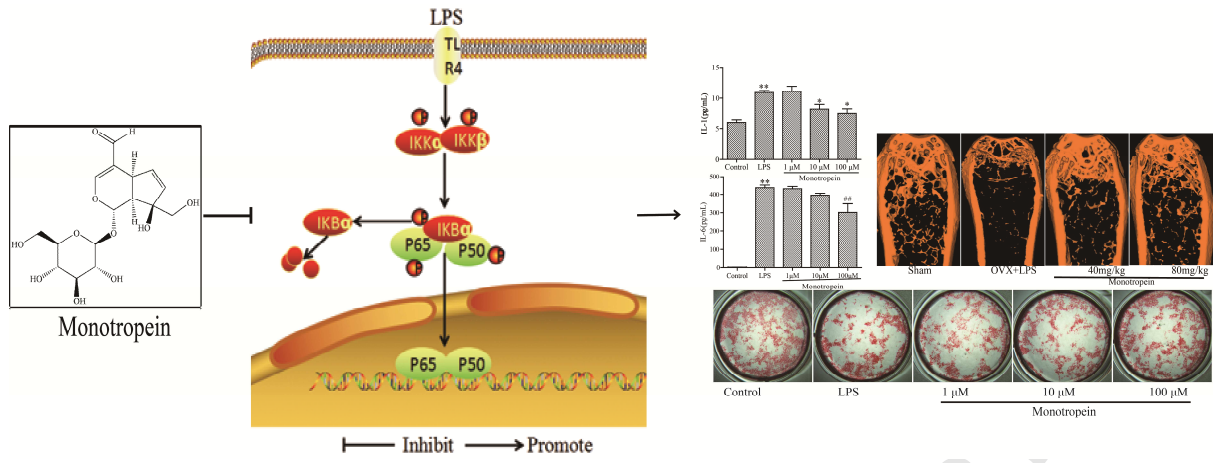 O
H
H
O
H
HO
OH
O
HO
O
HO
OH
OH
Monotropein
LPS
TL
R4
P
P
IKKα
IKKβ
P
IKBα
IKBα
P65
P50
P
P
P65
P50
Inhibit
Promote
IL-1(pg/mL)
15
10
5
0
**
*
*
Control
LPS
1 μM
10 μM
100 μM
Monotropein
IL-6(pg/mL)
500
400
300
200
100
0
**
##
Control
LPS
1μM
10μM
100μM
Monotropein
Sham
OVX+LPS
40mg/kg
80mg/kg
Monotropein
Control
LPS
1 μM
10 μM
100 μM
Monotropein